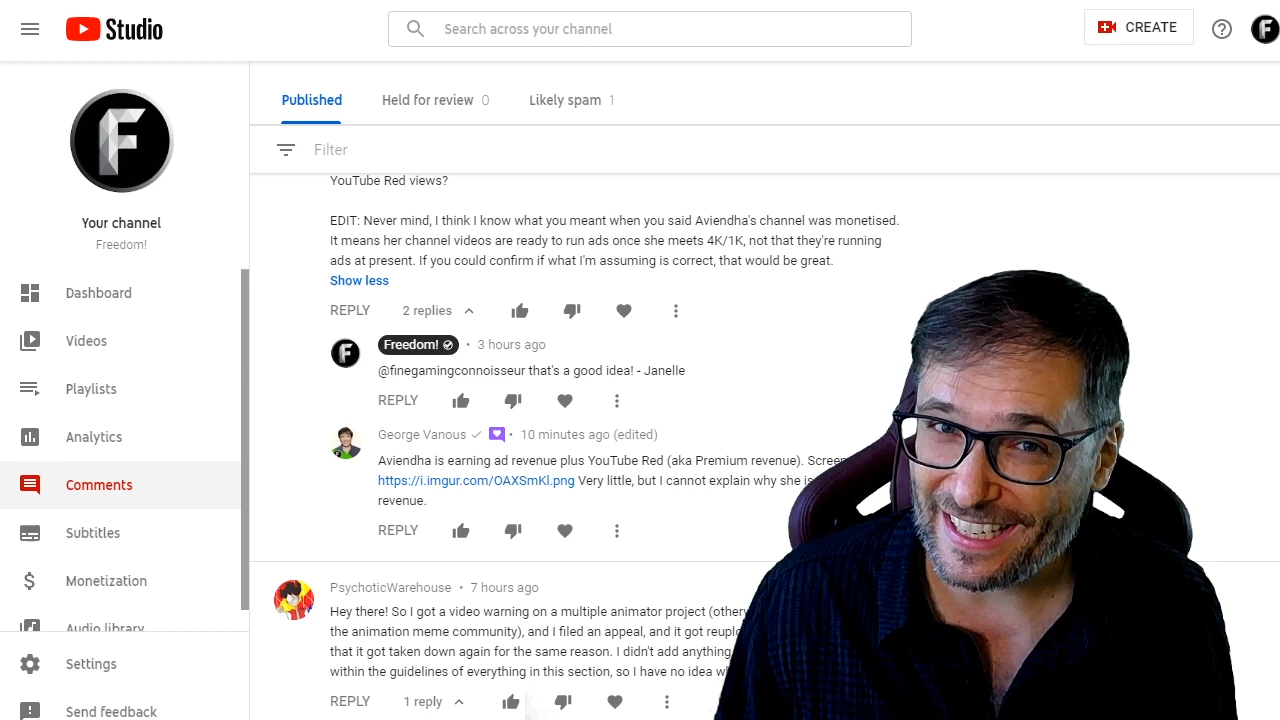 Studio
Search across your channel
CREATE
Your channel
Freedom!
Dashboard
Videos
Playlists
Analytics
Comments
Subtitles
Monetization
Audio library
Settings
Send feedback
Published
Held for review 0
Likely spam 1
Filter
YouTube Red views?
EDIT: Never mind, I think I know what you meant when you said Aviendha's channel was monetised.
It means her channel videos are ready to run ads once she meets 4K/1K, not that they're running
ads at present. If you could confirm if what I'm assuming is correct, that would be great.
Show less
REPLY 2 replies
Freedom! • 3 hours ago
@finegamingconnoisseur that's a good idea! - Janelle
REPLY
George Vanous • 10 minutes ago (edited)
Aviendha is earning ad revenue plus YouTube Red (aka Premium revenue).
https://i.imgur.com/OAXSmKl.png Very little, but I cannot explain why she is
revenue.
REPLY
PsychoticWarehouse • 7 hours ago
Hey there! So I got a video warning on a multiple animator project
the animation meme community), and I filed an appeal, and it got
that it got taken down again for the same reason. I didn't add anything
within the guidelines of everything in this section, so I have no idea
REPLY 1 reply